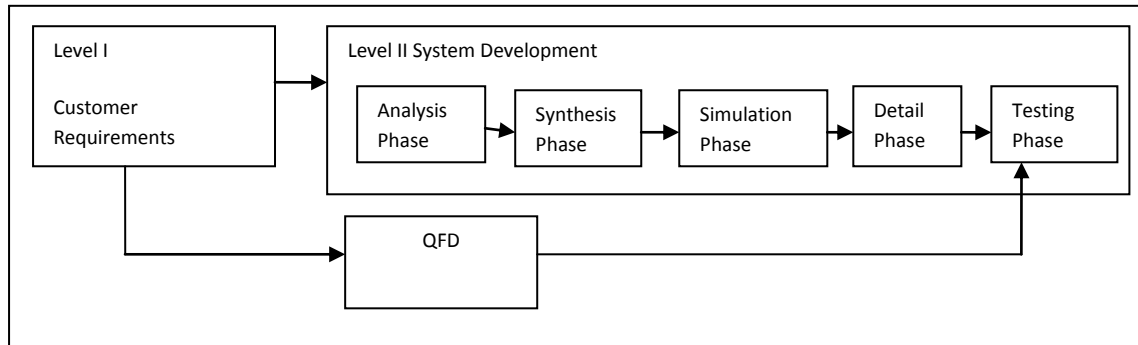 Level I
Customer
Requirements
Level II System Development
Analysis
Phase
Synthesis
Phase
Simulation
Phase
Detail
Phase
Testing
Phase
QFD